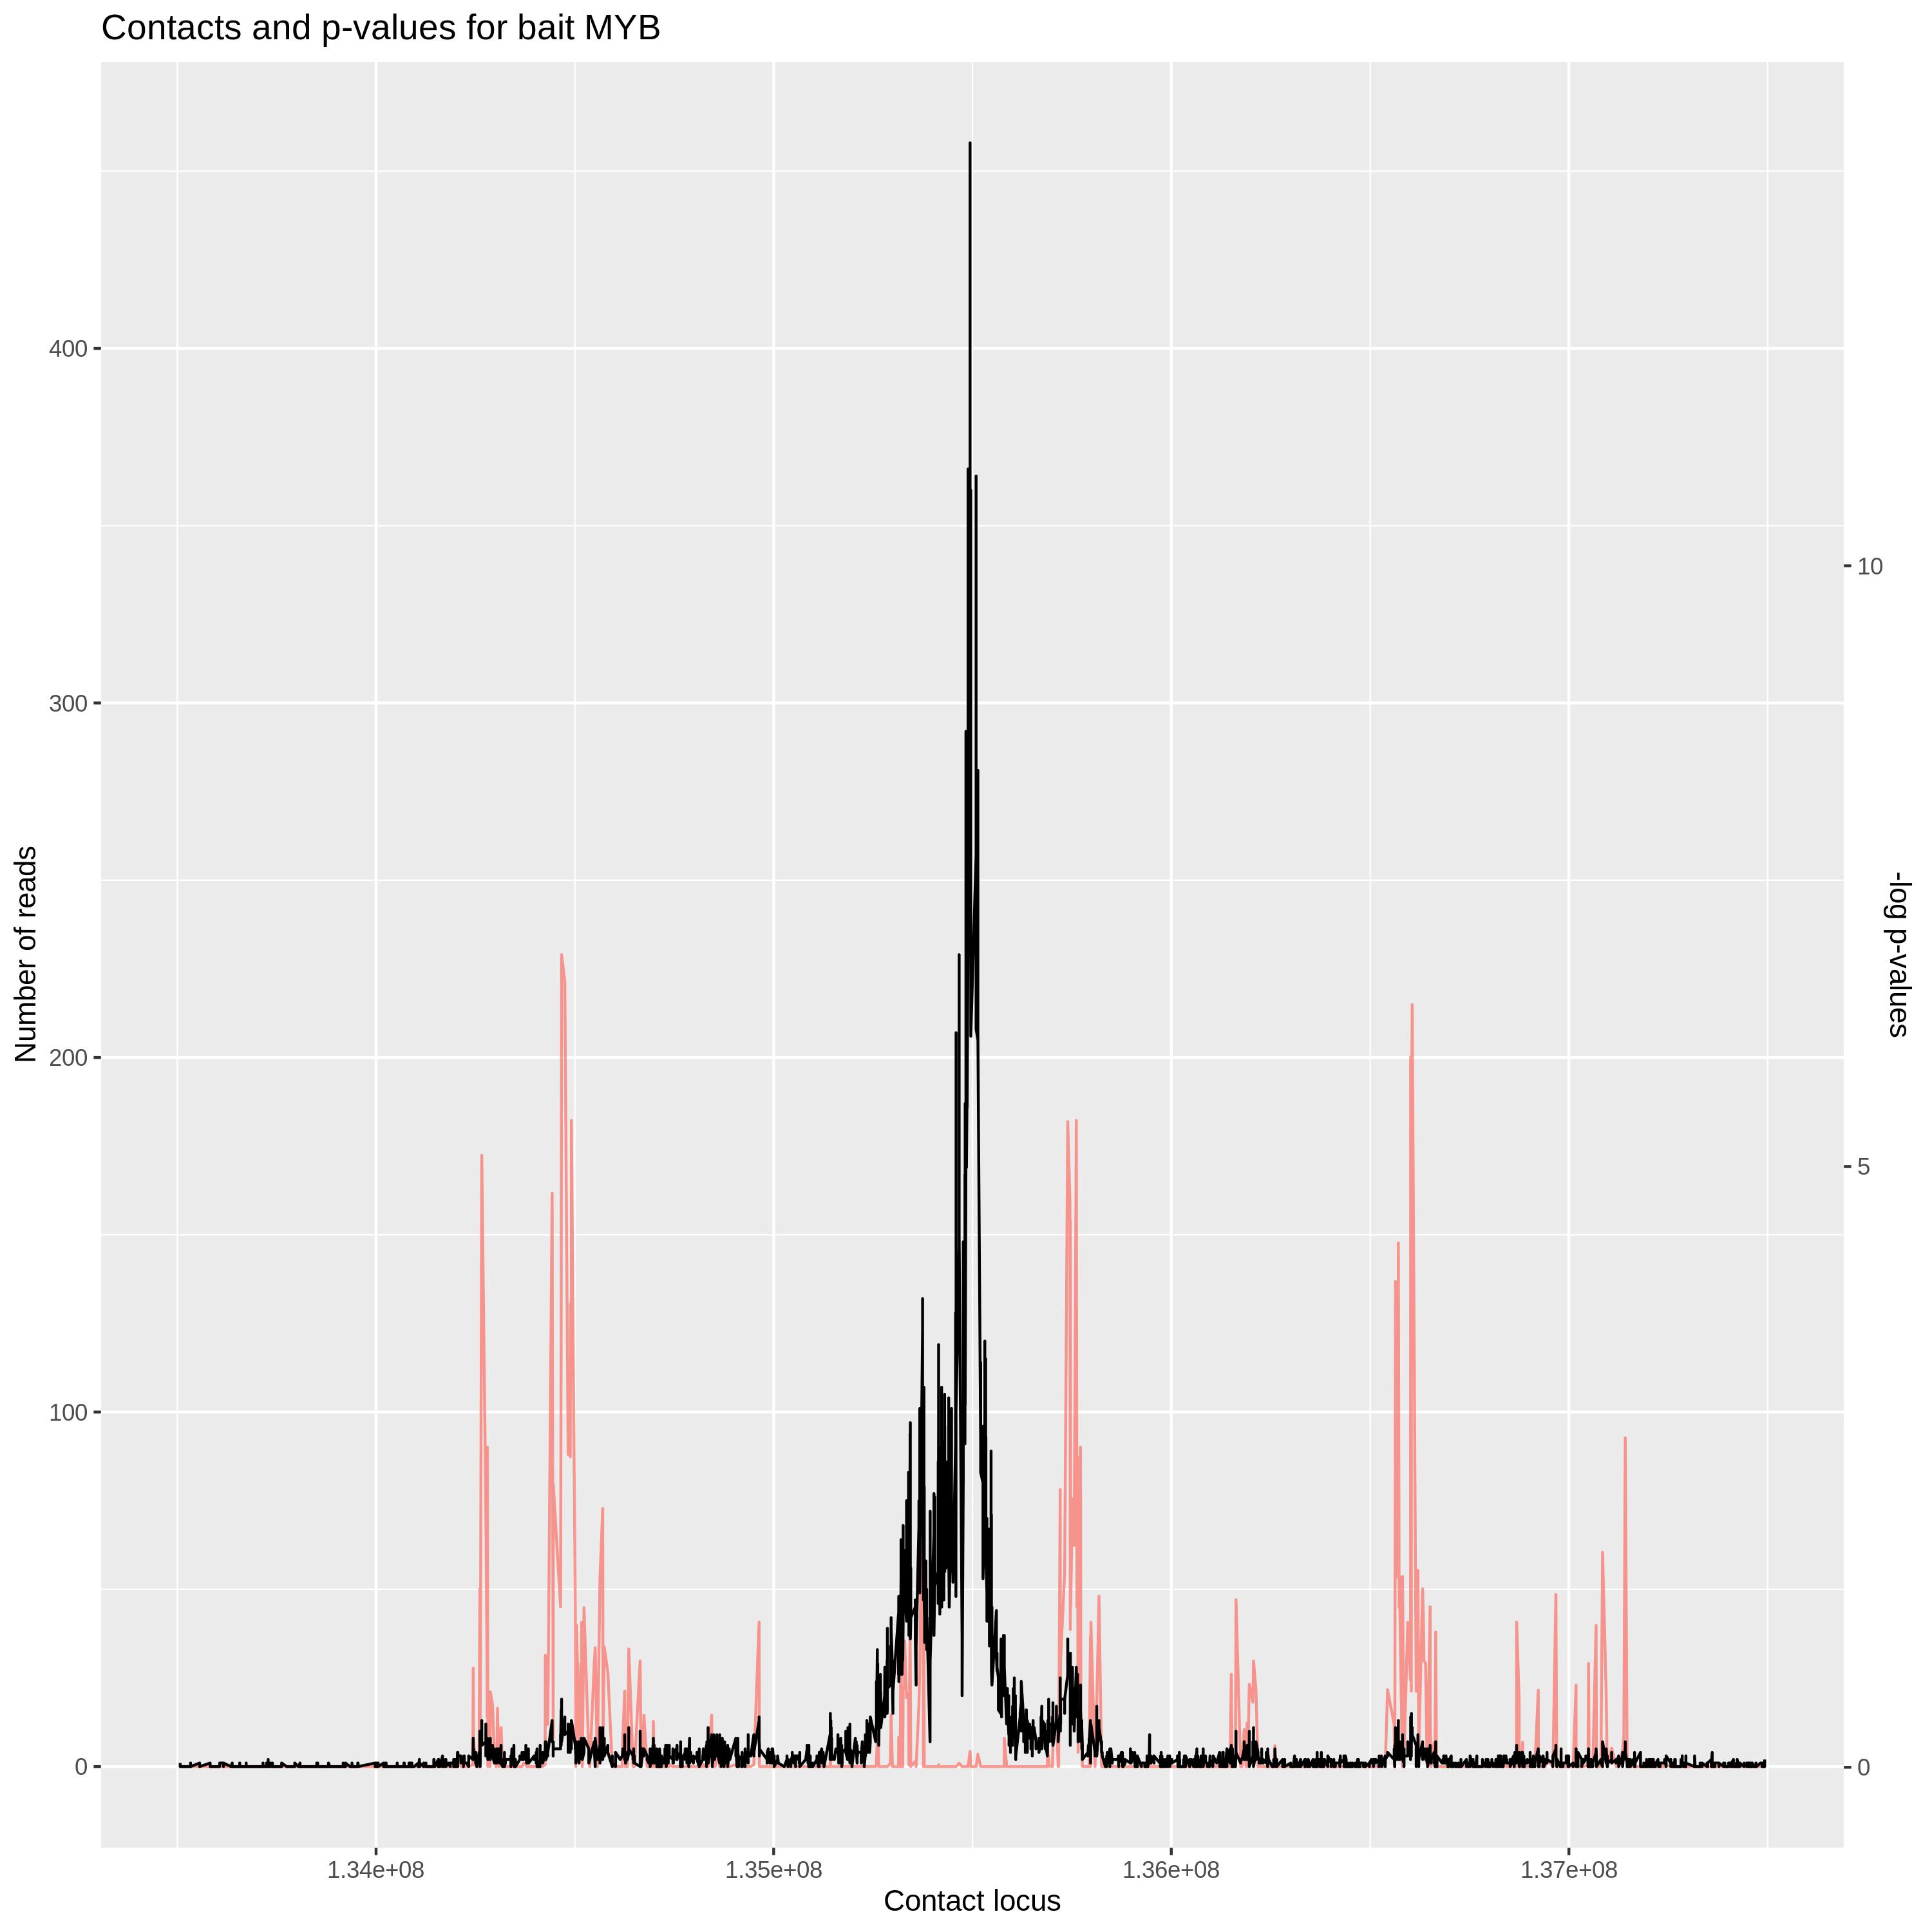 Contacts and p-values for bait MYB
Number of reads
400
300
200
100
0
10
5
0
-log p-values
1.34e+08
1.35e+08
1.36e+08
1.37e+08
Contact locus